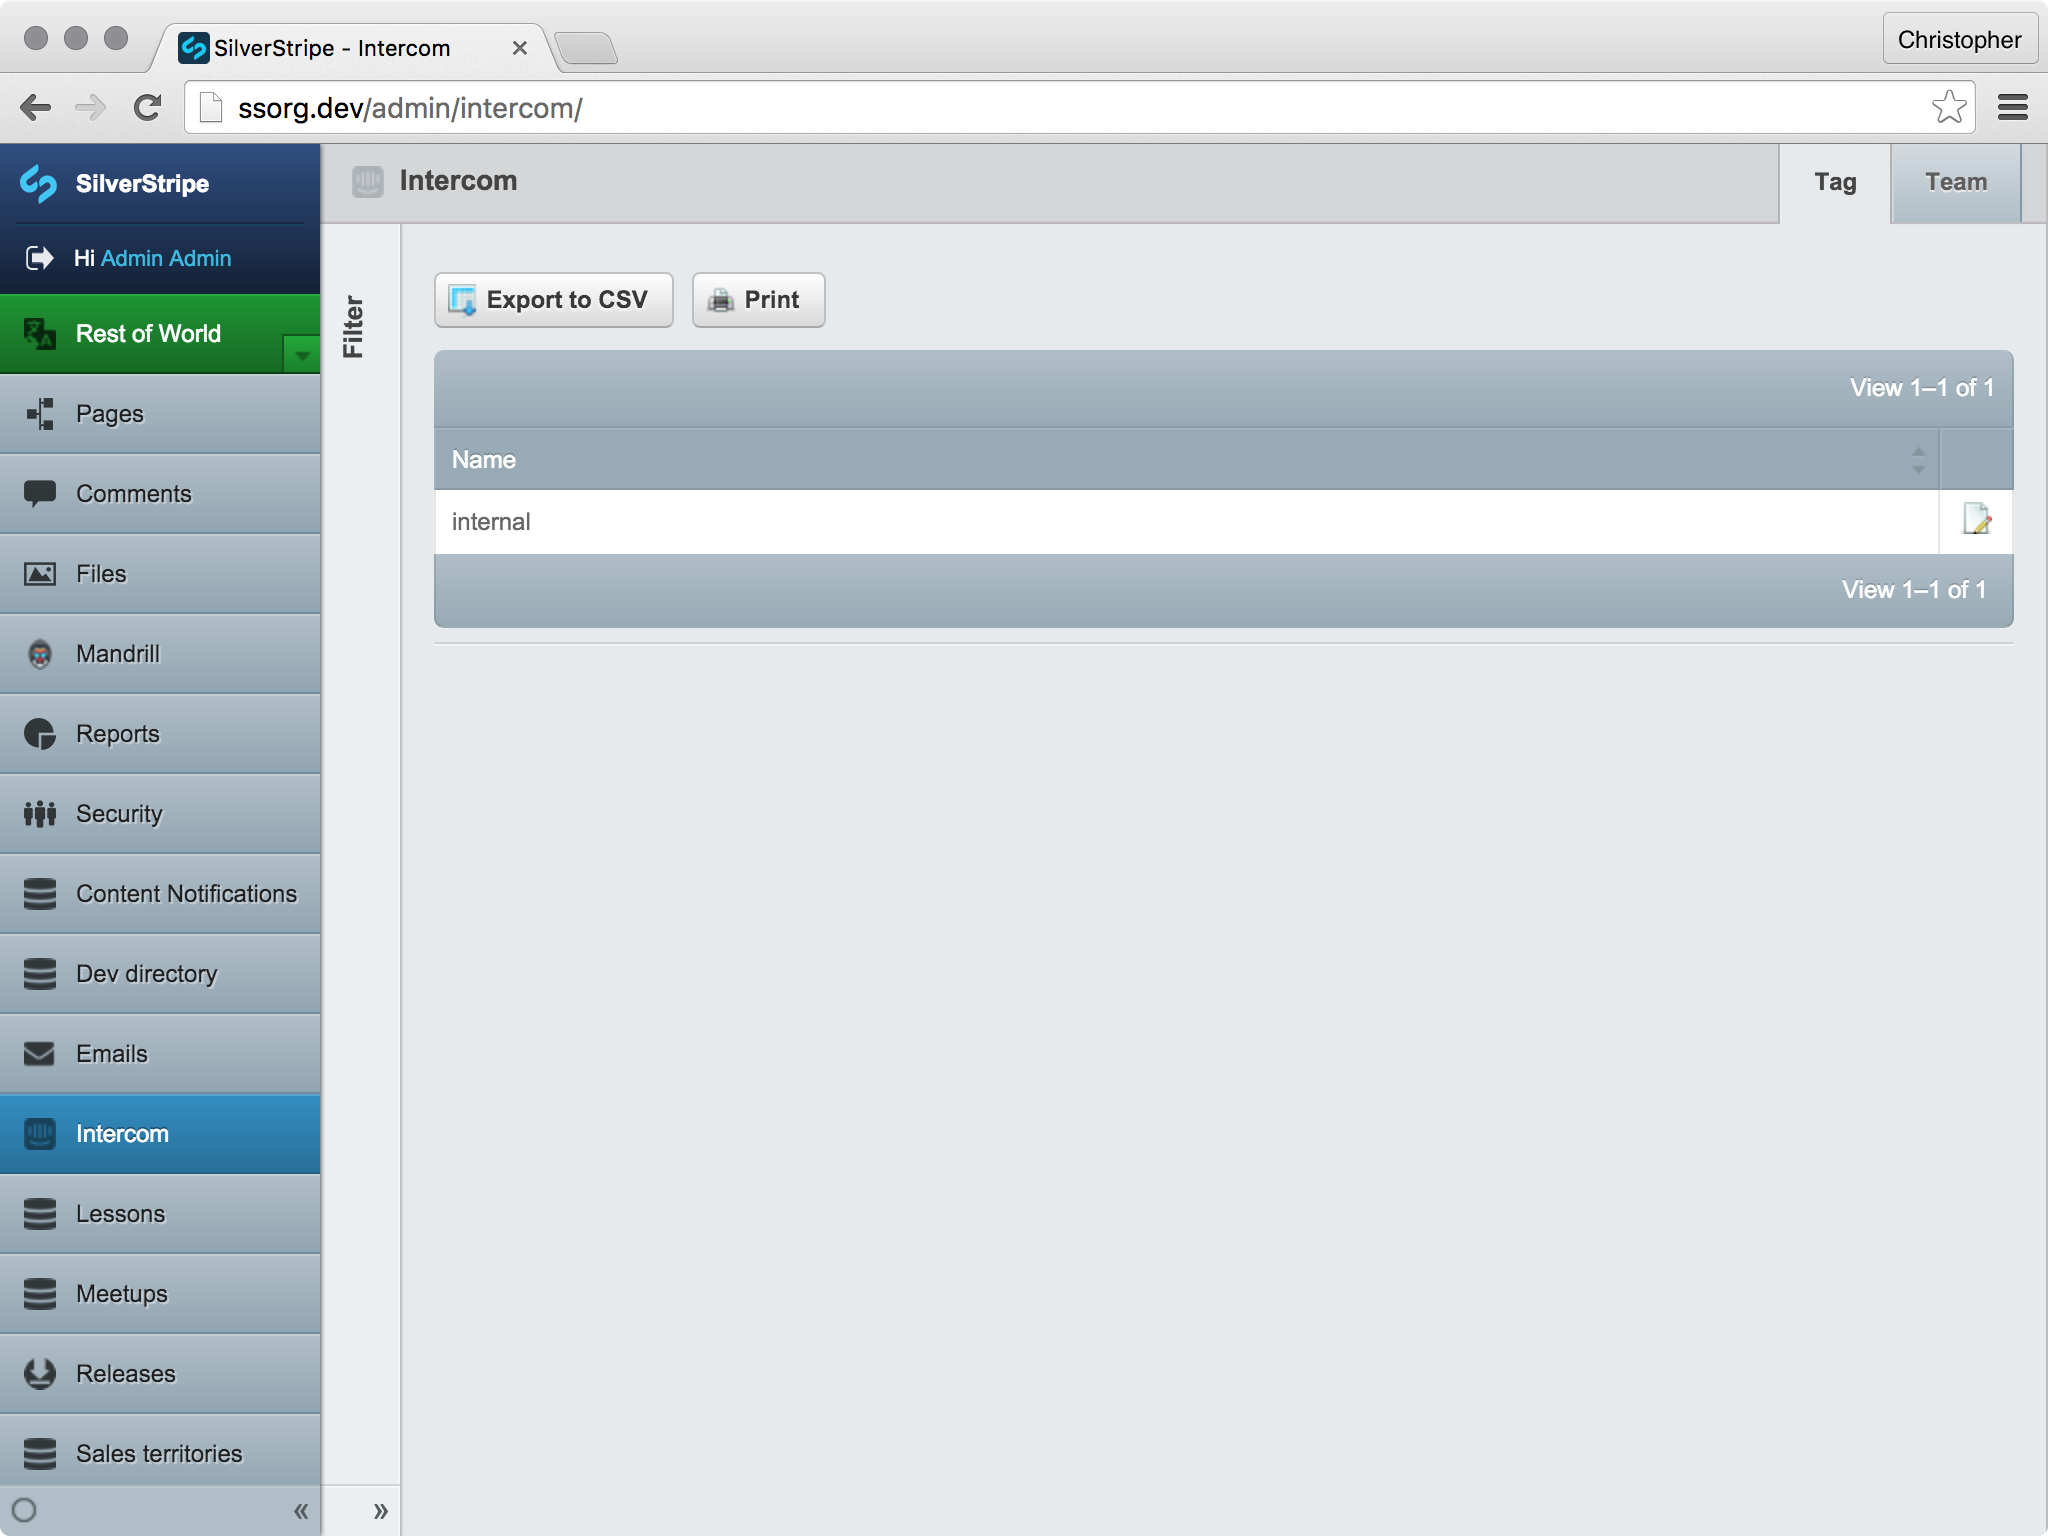 SilverStripe - Intercom
Christopher
ssorg.dev/admin/intercom/
SilverStripe
Hi Admin Admin
Rest of World
Pages
Comments
Files
Mandrill
Reports
Security
Content Notifications
Dev directory
Emails
Intercom
Lessons
Meetups
Releases
Sales territories
«
Filter
»
Intercom
Tag
Team
Export to CSV
Print
View 1–1 of 1
Name
internal
View 1–1 of 1